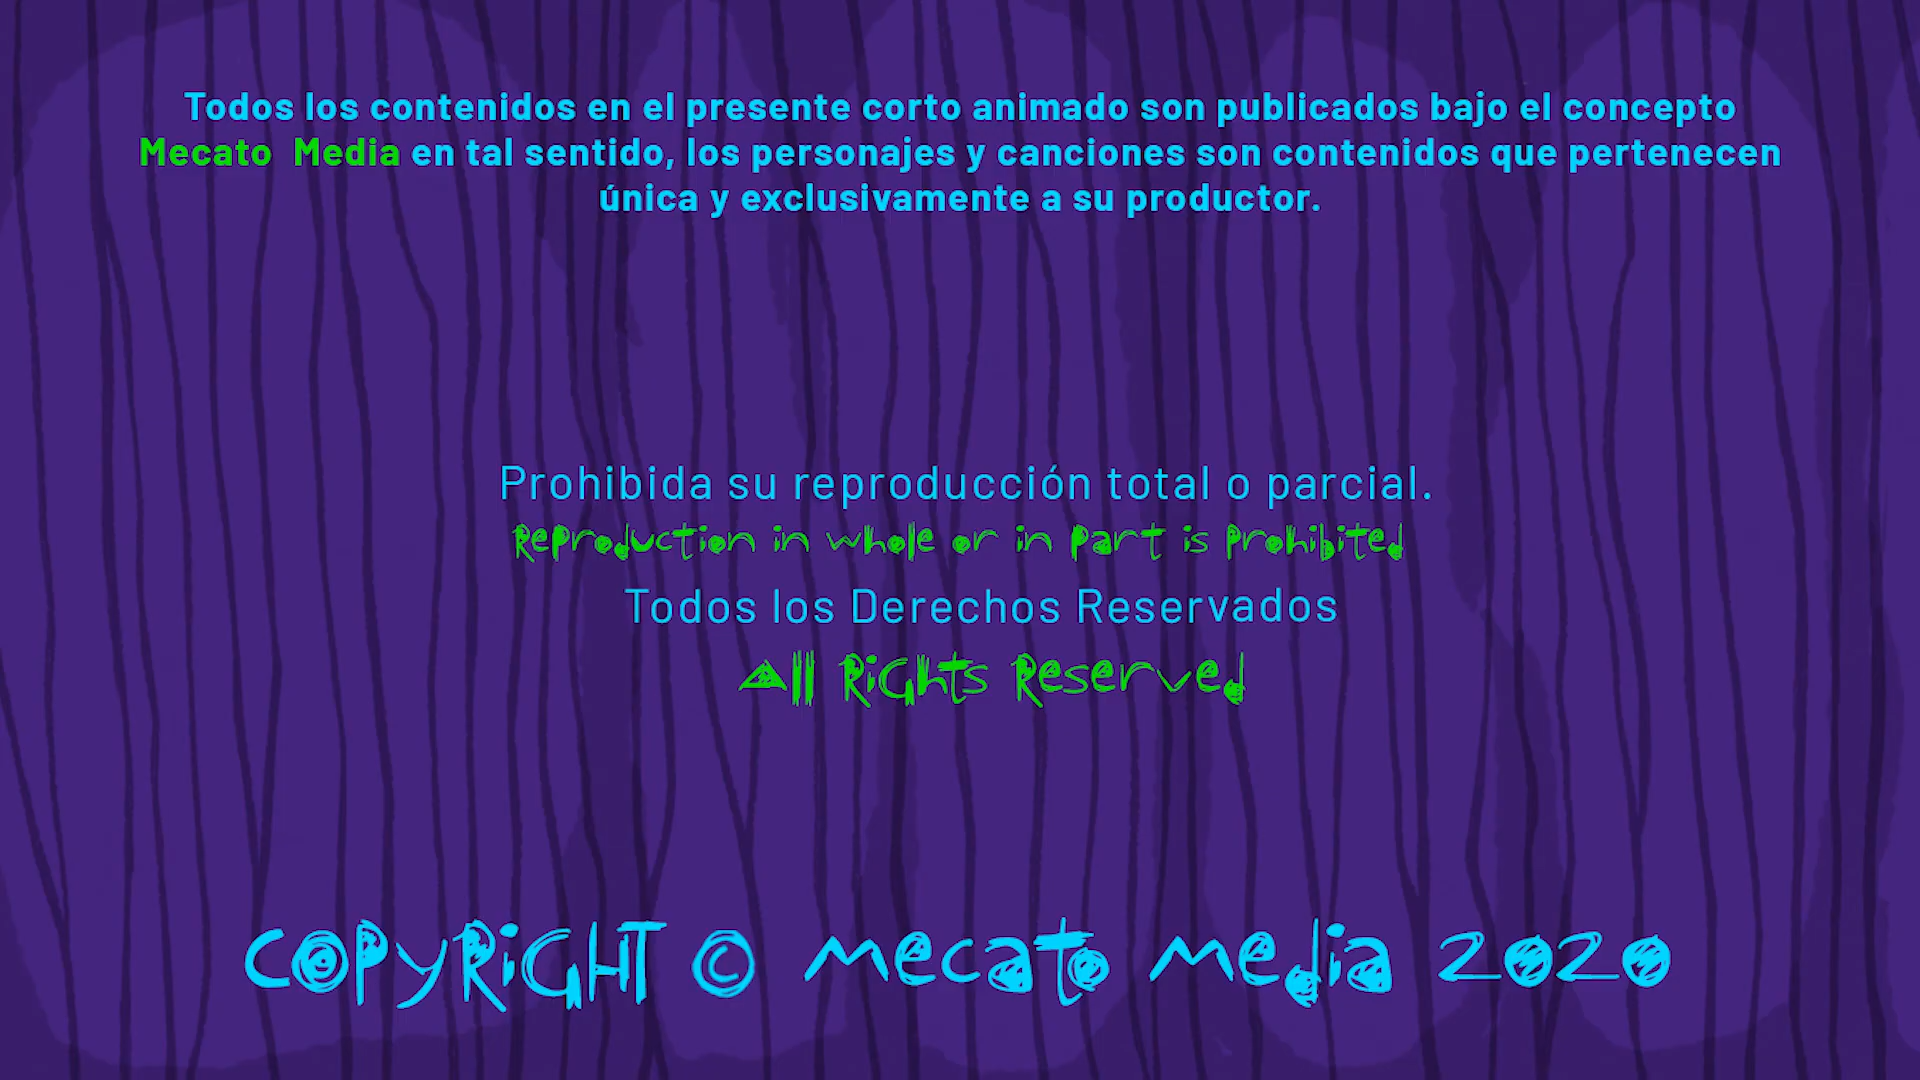 Todos los contenidos en el presente corto animado son publicados bajo el concepto
Mecato Media en tal sentido, los personajes y canciones son contenidos que pertenecen
única y exclusivamente a su productor.
Prohibida su reproducción total o parcial.
Reproduction in whole or in Part is Prohibited
Todos los Derechos Reservados
All Rights Reserved
COPYRIGHT © mecato media 2020